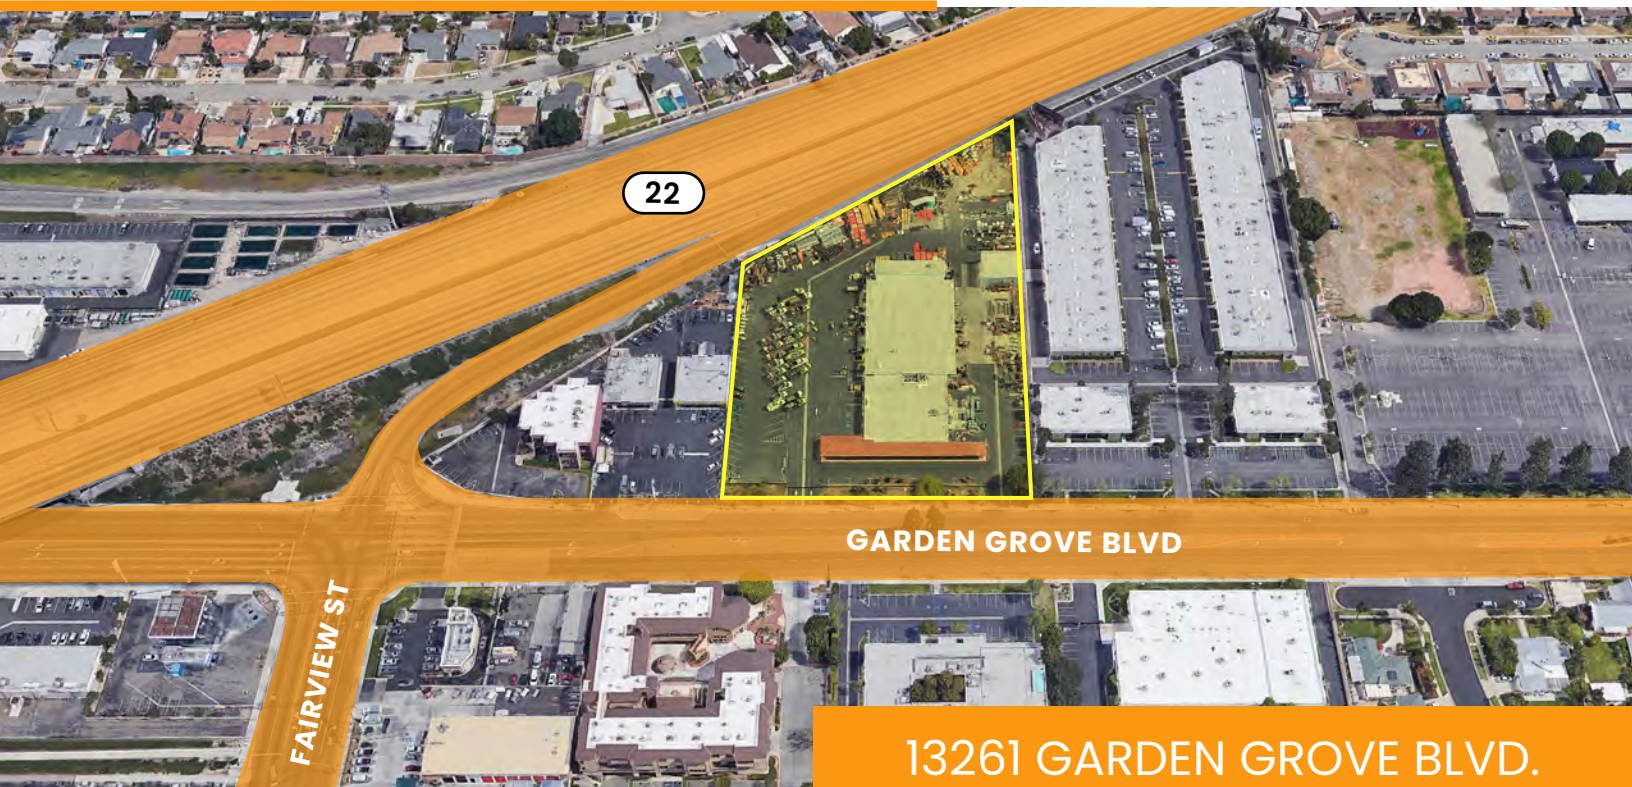 22
GARDEN GROVE BLVD
FAIRVIEW ST
13261 GARDEN GROVE BLVD.